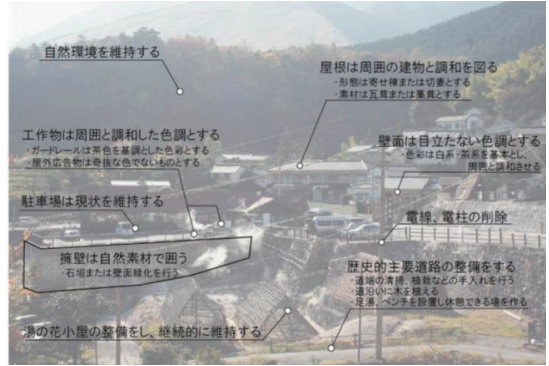 自然環境を維持する
屋根は周囲の建物と調和を図る
・形態は寄せ棟または切妻とする
・素材は瓦葺または藁葺とする
工作物は周囲と調和した色調とする
・ガードレールは茶色を基調とした色彩とする
・屋外広告物は奇抜な色でないものとする
壁面は目立たない色調とする
・色彩は白系・茶系を基本とし、
周囲と調和させる
駐車場は現状を維持する
電線、電柱の削除
擁壁は自然素材で囲う
・石垣または壁面緑化を行う
歴史的主要道路の整備をする
・道端の清掃、植栽などの手入れを行う
・道沿いに木を植える
・足湯、ベンチを設置し休憩できる場を作る
湯の花小屋の整備をし、継続的に維持する